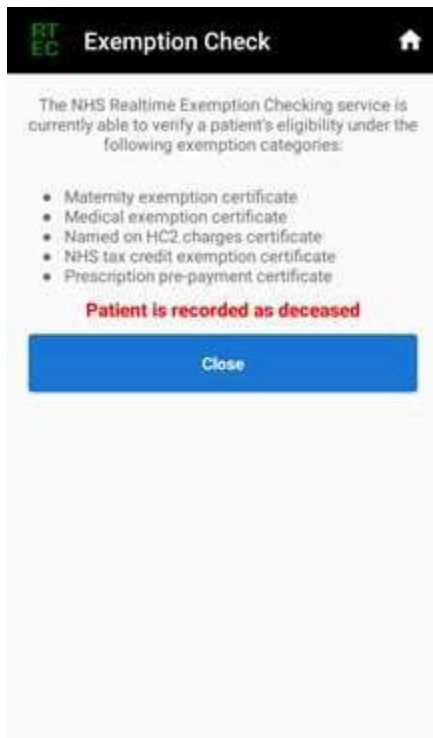 RT
EC
Exemption Check
The NHS Realtime Exemption Checking service is
currently able to verify a patient's eligibility under the
following exemption categories:
• Maternity exemption certificate
• Medical exemption certificate
• Named on HC2 charges certificate
• NHS tax credit exemption certificate
• Prescription pre-payment certificate
Patient is recorded as deceased
Close